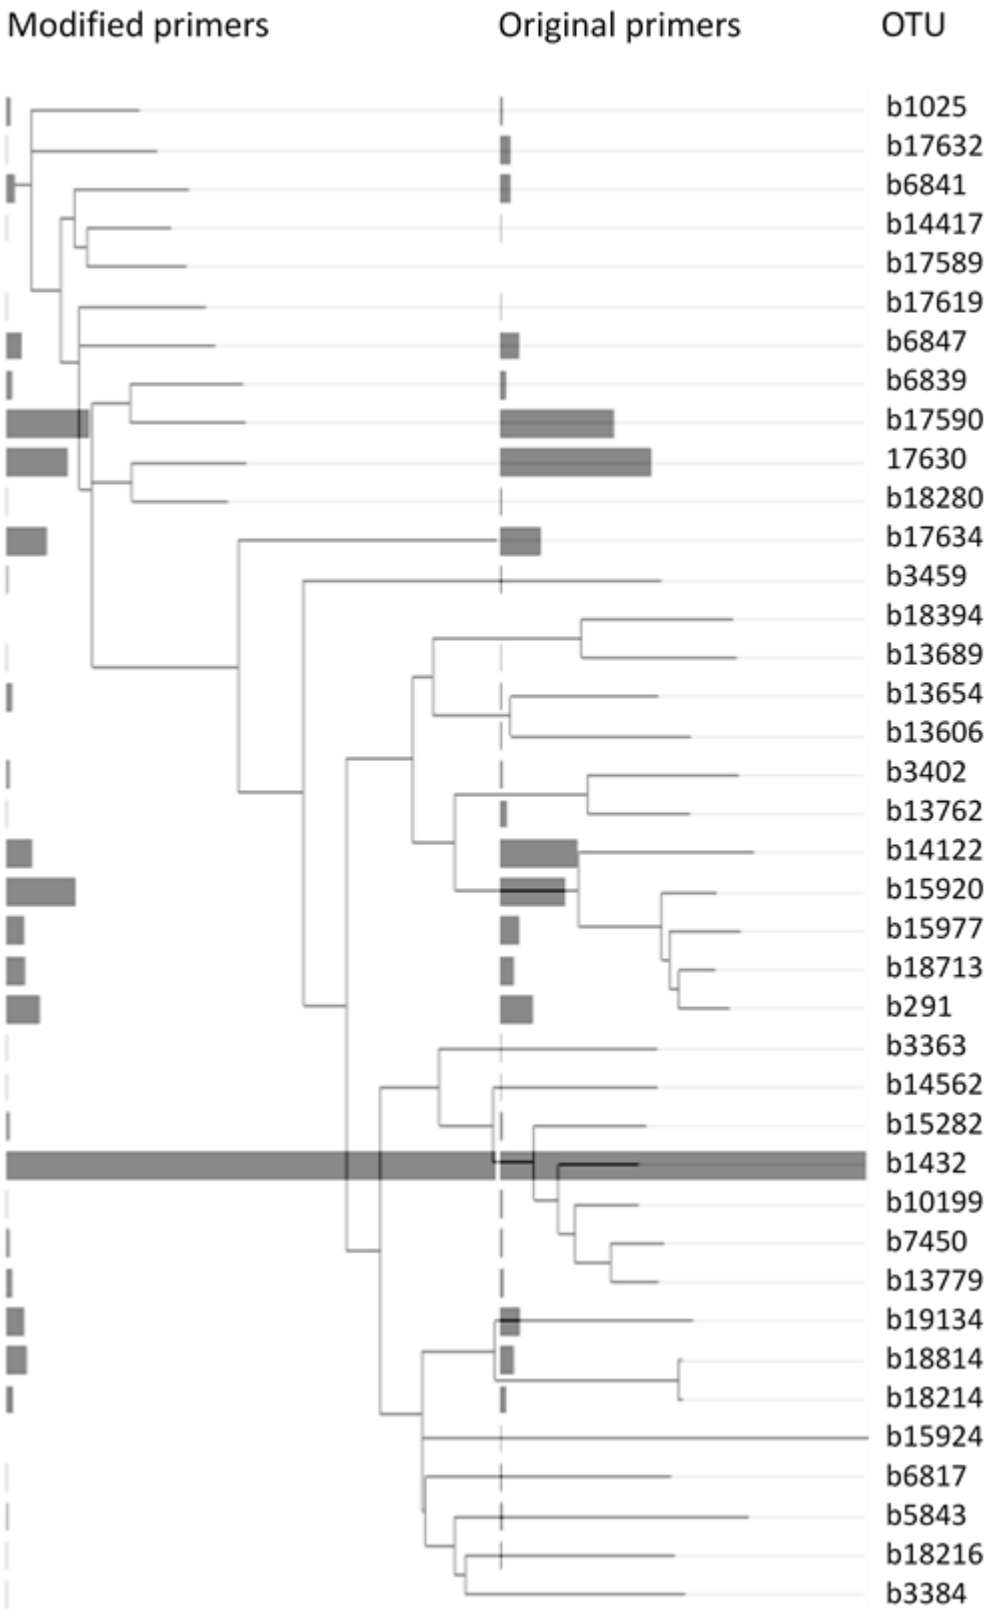 Modified primers Original primers OTU
b1025
b17632
b6841
b14417
b17589
b17619
b6847
b6839
b17590
17630
b18280
b17634
b3459
b18394
b13689
b13654
b13606
b3402
b13762
b14122
b15920
b15977
b18713
b291
b3363
b14562
b15282
b1432
b10199
b7450
b13779
b19134
b18814
b18214
b15924
b6817
b5843
b18216
b3384